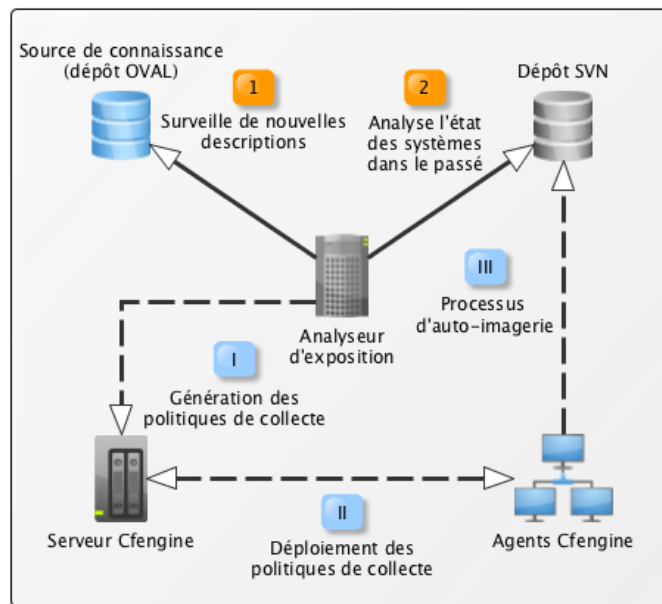 Source de connaissance
(dépôt OVAL)
1
Surveille de nouvelles
descriptions
2
Analyse l'état
des systèmes
dans le passé
Dépôt SVN
Analyseur
d'exposition
III
Processus
d'auto-imagerie
I
Génération des
politiques de collecte
Serveur Cfengine
II
Déploiement des
politiques de collecte
Agents Cfengine